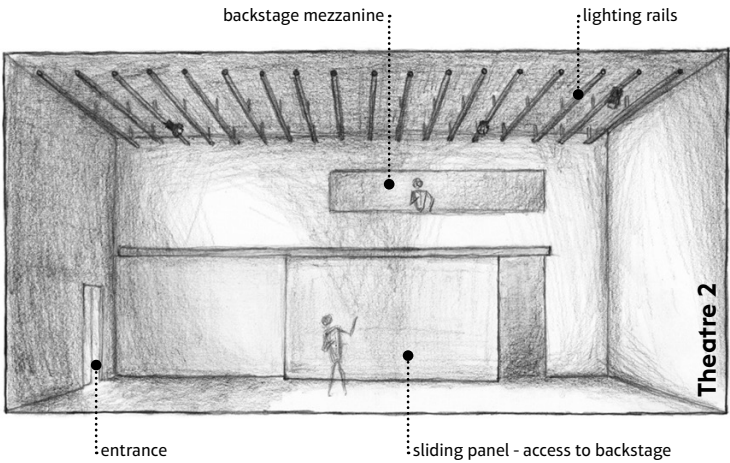 backstage mezzanine
lighting rails
Theatre 2
entrance
sliding panel - access to backstage